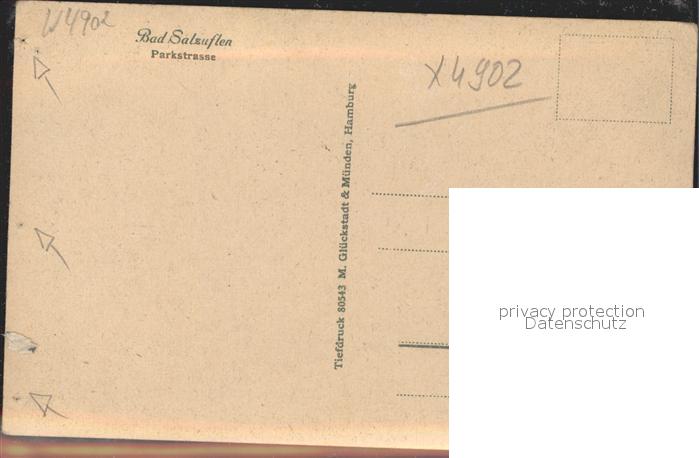 W4902
Bad Salzuflen
Parkstrasse
X4902
Tiefdruck 80543 M. Glückstadt & Münden, Hamburg
privacy protection
Datenschutz